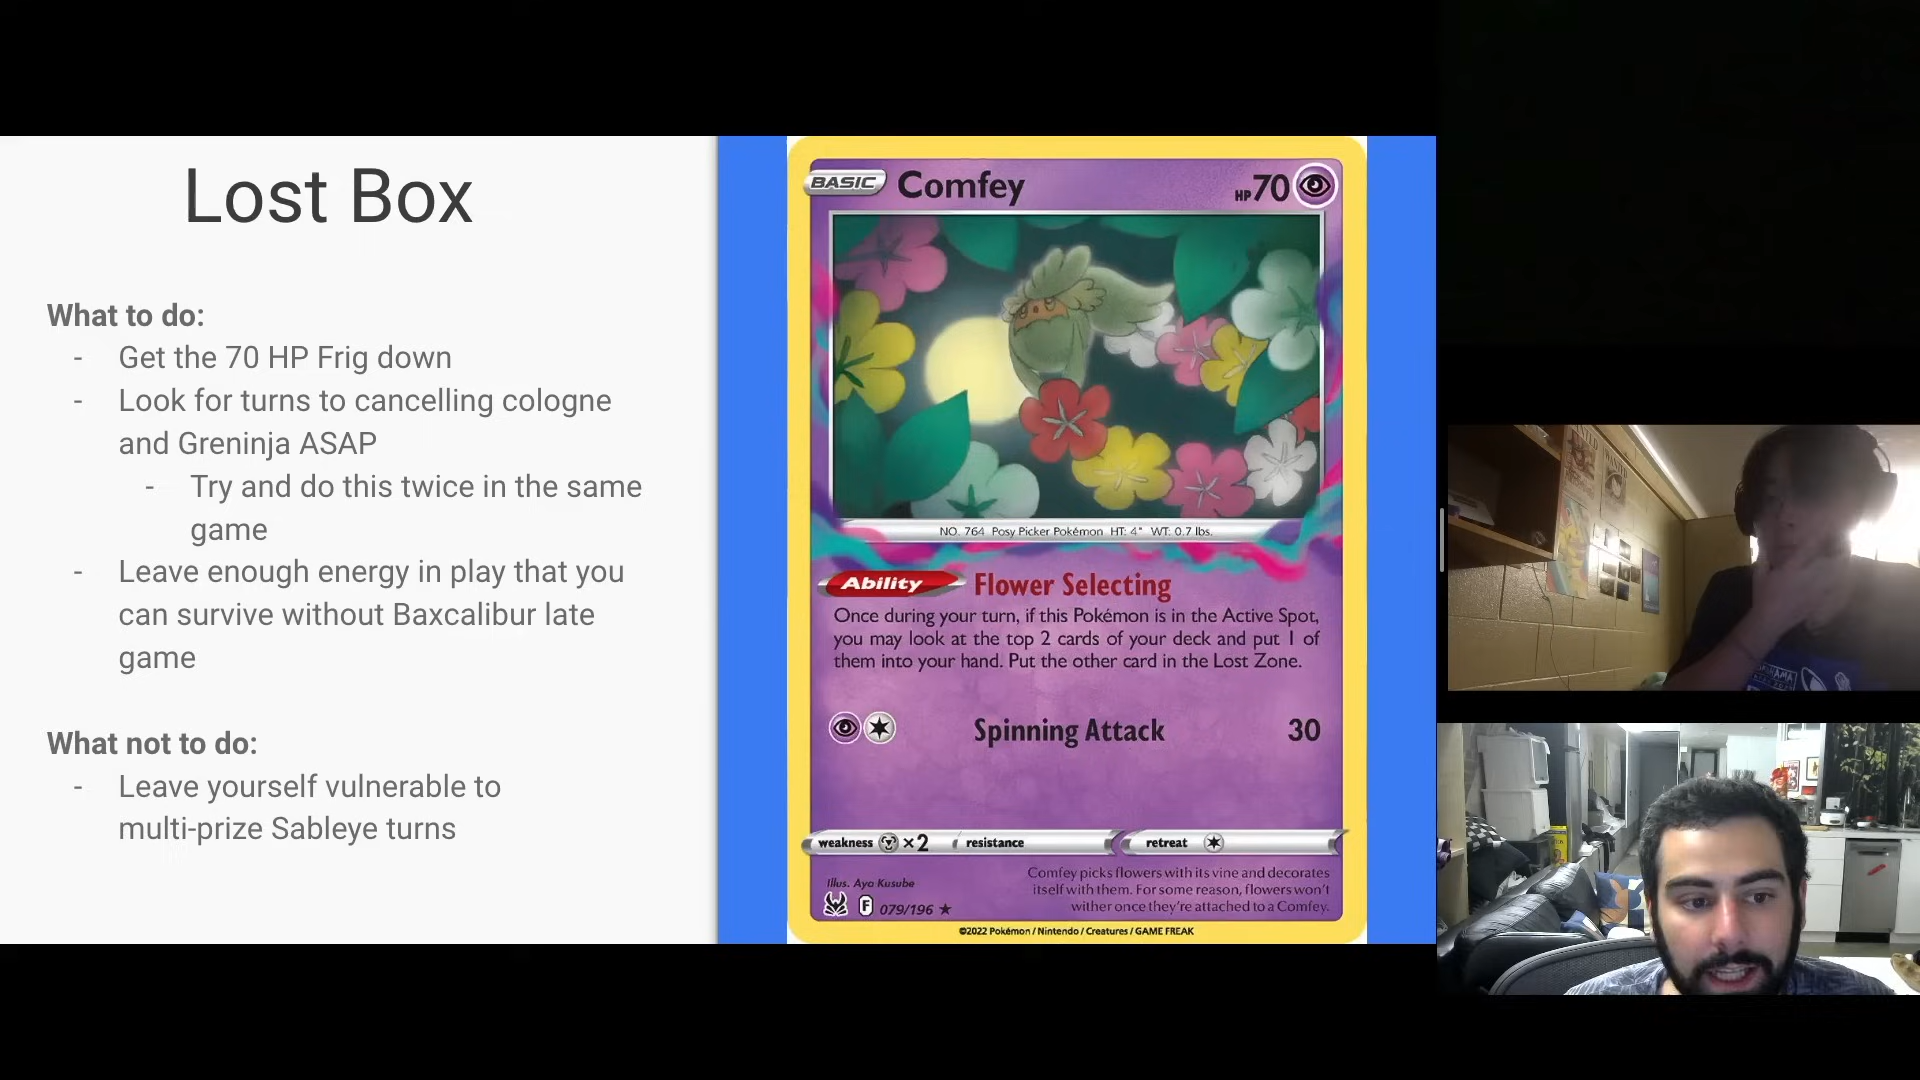 Lost Box
What to do:
- Get the 70 HP Frig down
- Look for turns to cancelling cologne
and Greninja ASAP
- Try and do this twice in the same
game
- Leave enough energy in play that you
can survive without Baxcalibur late
game
What not to do:
- Leave yourself vulnerable to
multi-prize Sableye turns
BASIC Comfey HP 70
NO. 764 Posy Picker Pokémon HT: 4" WT: 0.7 lbs.
Ability Flower Selecting
Once during your turn, if this Pokémon is in the Active Spot,
you may look at the top 2 cards of your deck and put 1 of
them into your hand. Put the other card in the Lost Zone.
Spinning Attack 30
weakness ×2 resistance retreat
Illus. Aya Kusube
F 079/196 ★
Comfey picks flowers with its vine and decorates
itself with them. For some reason, flowers won't
wither once they're attached to a Comfey.
©2022 Pokémon / Nintendo / Creatures / GAME FREAK